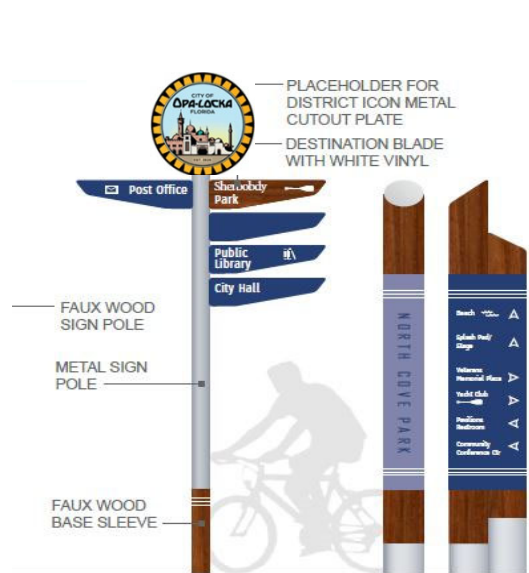 CITY OF
OPA-LOCKA
FLORIDA
PLACEHOLDER FOR
DISTRICT ICON METAL
CUTOUT PLATE
DESTINATION BLADE
WITH WHITE VINYL
Post Office
Sherbobdy
Park
Public
Library
City Hall
FAUX WOOD
SIGN POLE
METAL SIGN
POLE
FAUX WOOD
BASE SLEEVE
NORTH COVE PARK
Beach
Splash Pad/
Stage
Veterans
Memorial Place
Yacht Club
Pavilions
Restroom
Community
Conference Ctr